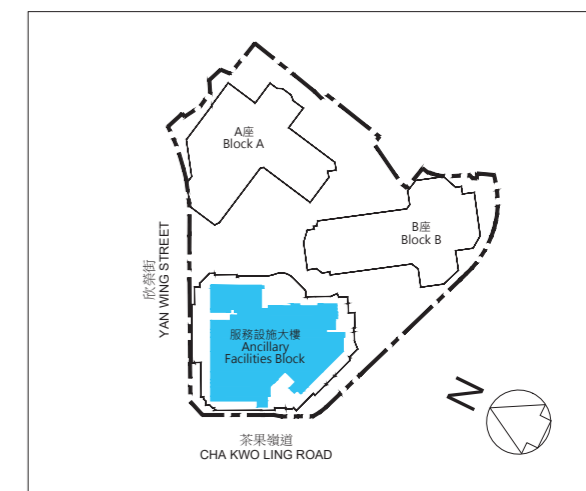 A座
Block A
B座
Block B
欣榮街
YAN WING STREET
服務設施大樓
Ancillary
Facilities Block
N
茶果嶺道
CHA KWO LING ROAD